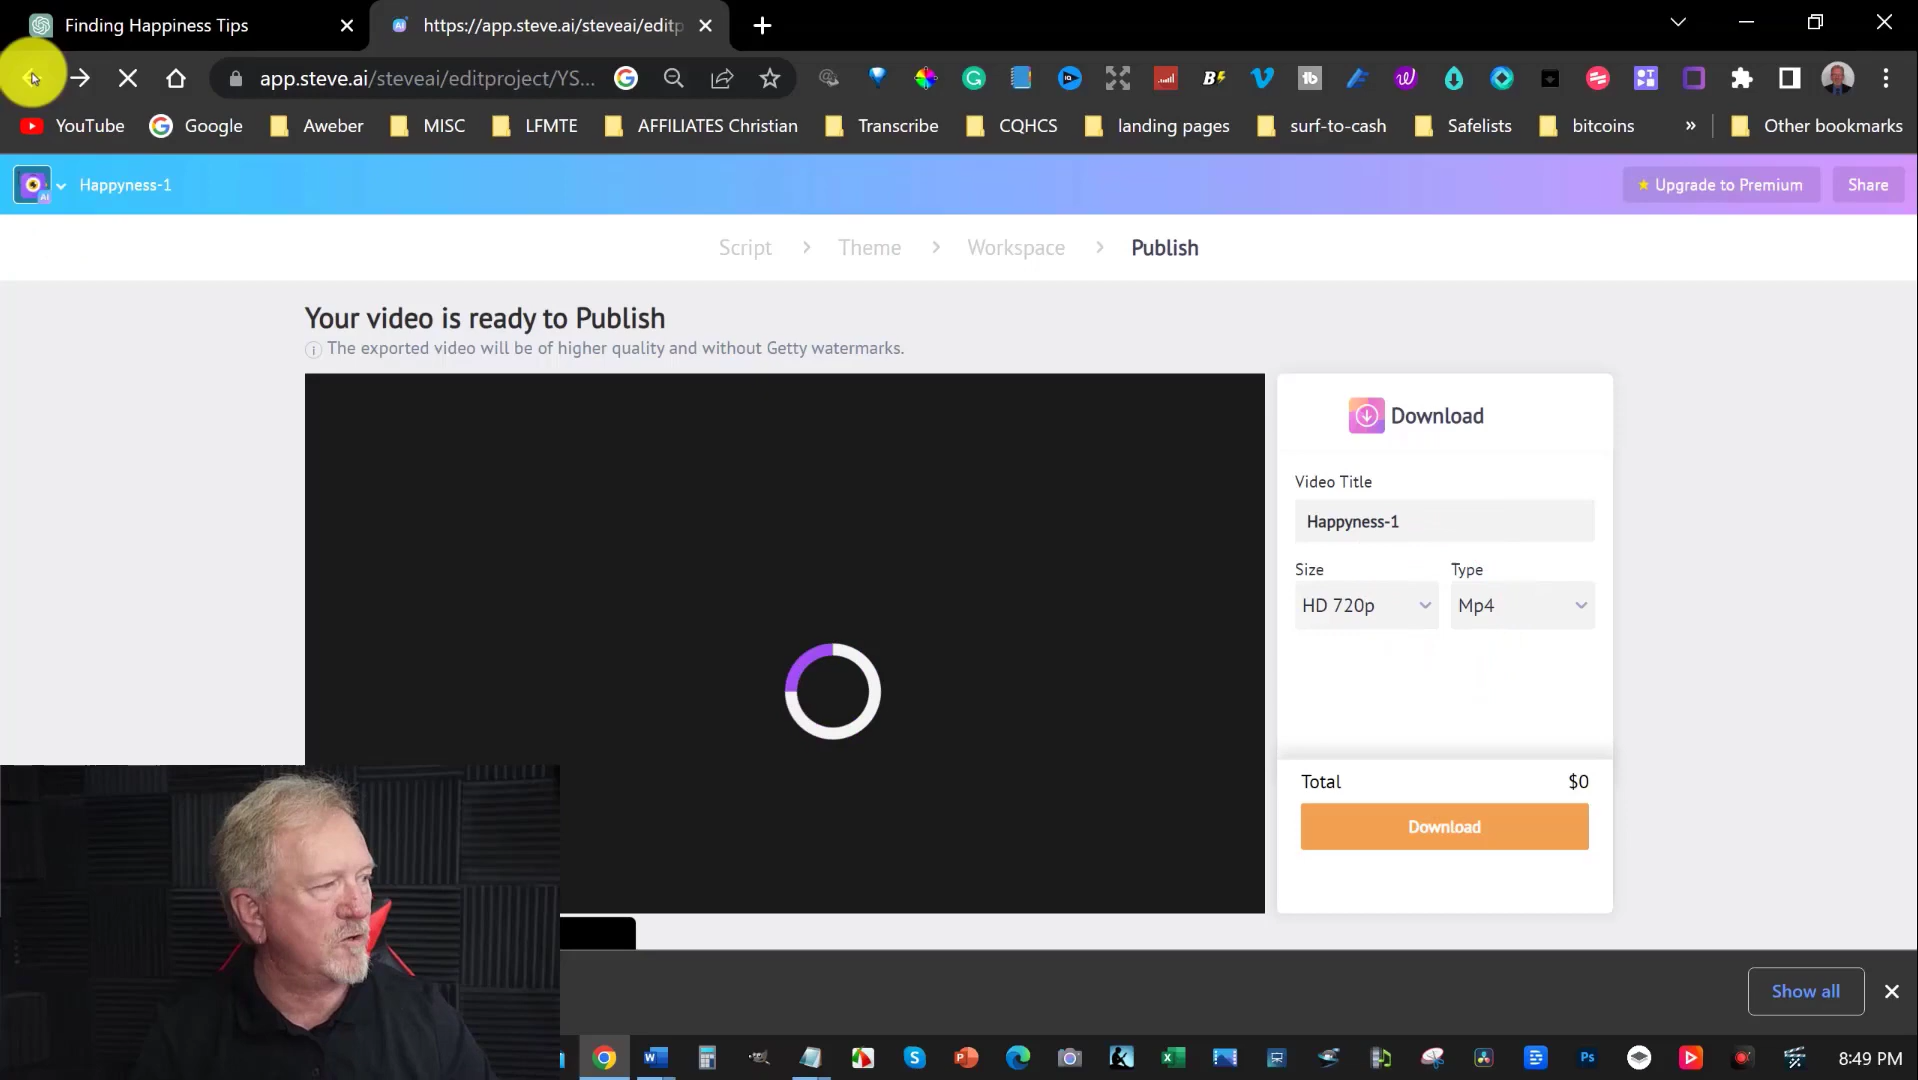 Finding Happiness Tips
https://app.steve.ai/steveai/editp
app.steve.ai/steveai/editproject/YS...
YouTube
Google
Aweber
MISC
LFMTE
AFFILIATES Christian
Transcribe
CQHCS
landing pages
surf-to-cash
Safelists
bitcoins
»
Other bookmarks
Happyness-1
Upgrade to Premium
Share
Script > Theme > Workspace > Publish
Your video is ready to Publish
The exported video will be of higher quality and without Getty watermarks.
Download
Video Title
Happyness-1
Size
Type
HD 720p
Mp4
Total
$0
Download
Show all
8:49 PM